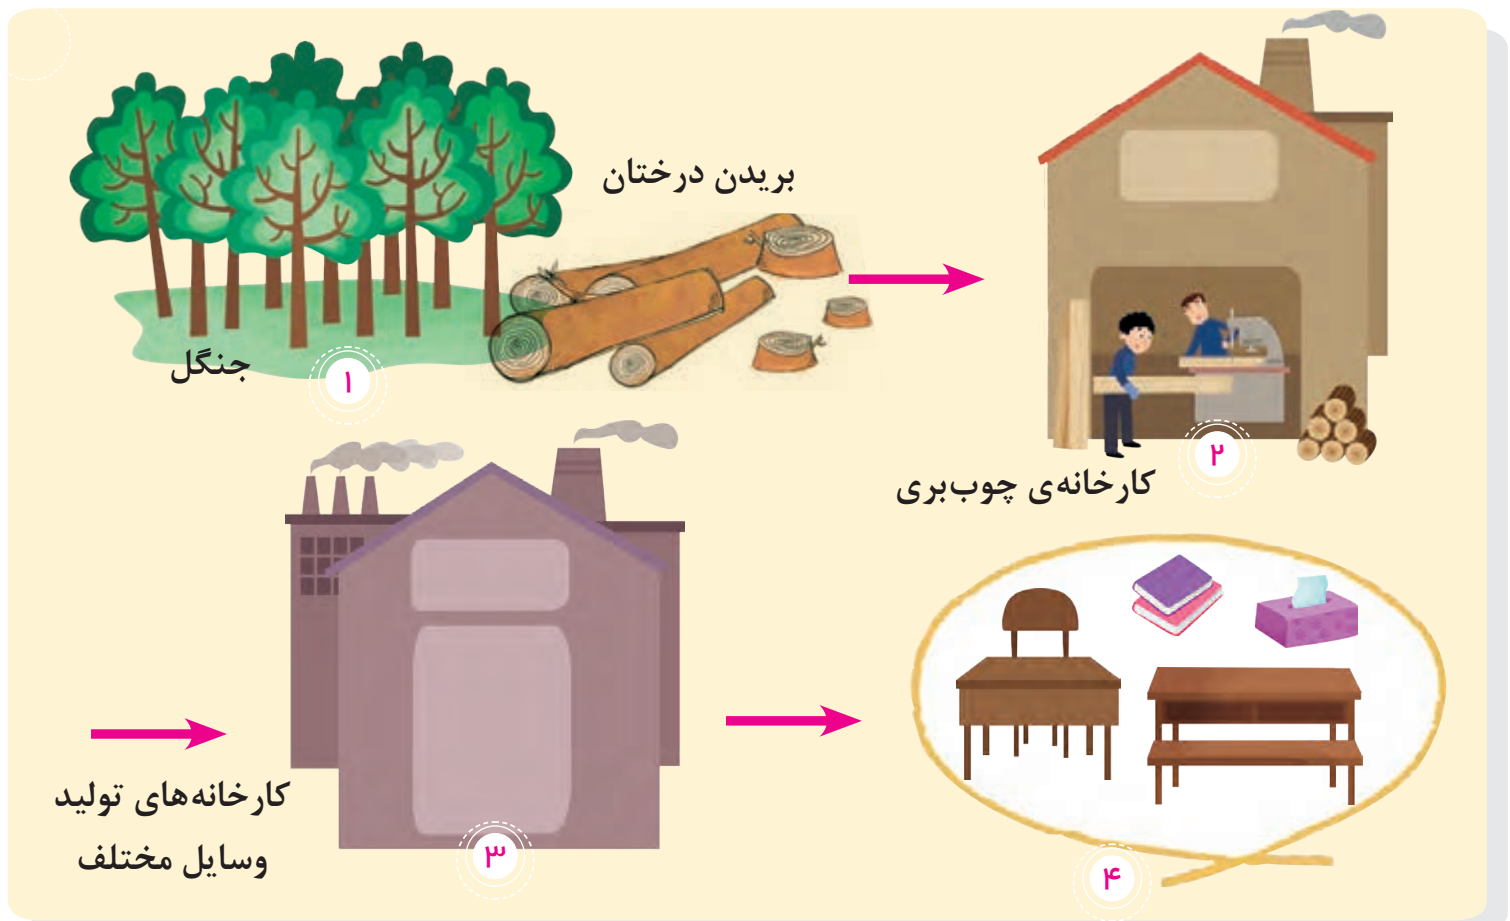 بریدن درختان
جنگل
۱
۲
کارخانه‌ی چوب‌بری
کارخانه‌های تولید
وسایل مختلف
۳
۴